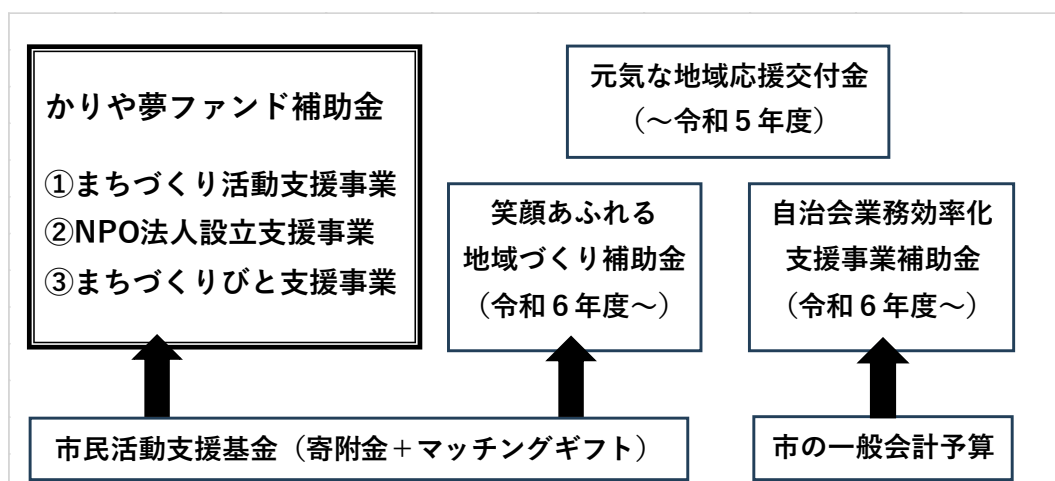 かりや夢ファンド補助金
①まちづくり活動支援事業
②NPO法人設立支援事業
③まちづくりびと支援事業
元気な地域応援交付金
（～令和５年度）
笑顔あふれる
地域づくり補助金
（令和６年度～）
自治会業務効率化
支援事業補助金
（令和６年度～）
市民活動支援基金（寄附金＋マッチングギフト）
市の一般会計予算